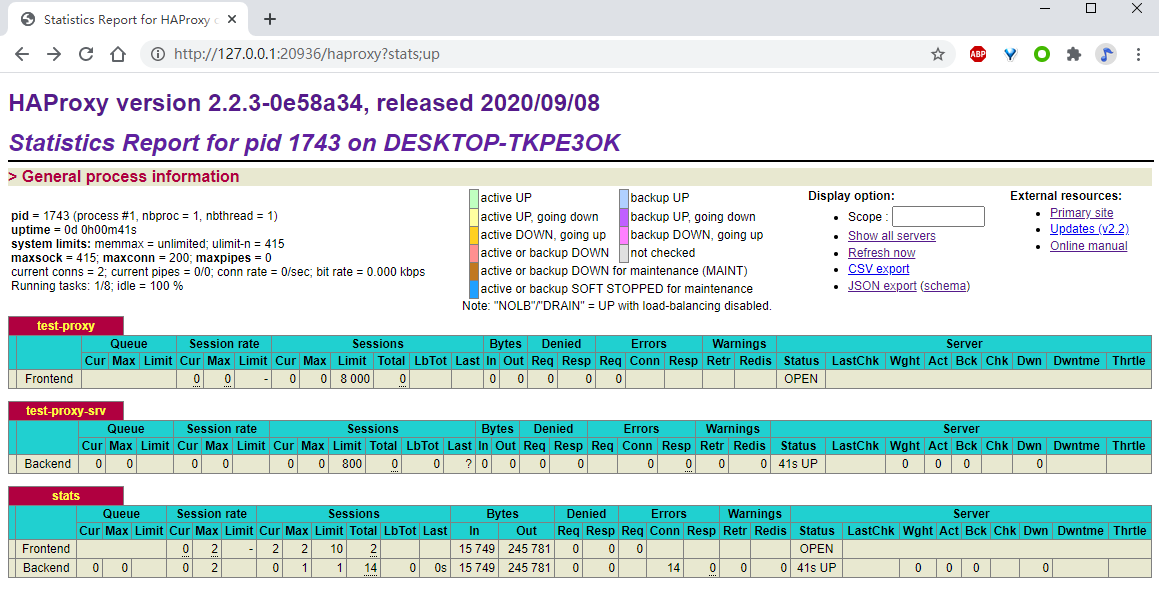 Statistics Report for HAProxy
http://127.0.0.1:20936/haproxy?stats;up
ABP
HAProxy version 2.2.3-0e58a34, released 2020/09/08
Statistics Report for pid 1743 on DESKTOP-TKPE3OK
> General process information
pid = 1743 (process #1, nbproc = 1, nbthread = 1)
uptime = 0d 0h00m41s
system limits: memmax = unlimited; ulimit-n = 415
maxsock = 415; maxconn = 200; maxpipes = 0
current conns = 2; current pipes = 0/0; conn rate = 0/sec; bit rate = 0.000 kbps
Running tasks: 1/8; idle = 100 %
active UP backup UP
active UP, going down backup UP, going down
active DOWN, going up backup DOWN, going up
active or backup DOWN not checked
active or backup DOWN for maintenance (MAINT)
active or backup SOFT STOPPED for maintenance
Note: "NOLB"/"DRAIN" = UP with load-balancing disabled.
Display option:
• Scope :
• Show all servers
• Refresh now
• CSV export
• JSON export (schema)
External resources:
• Primary site
• Updates (v2.2)
• Online manual
test-proxy
Queue Session rate Sessions Bytes Denied Errors Warnings Server
Cur Max Limit Cur Max Limit Cur Max Limit Total LbTot Last In Out Req Resp Req Conn Resp Retr Redis Status LastChk Wght Act Bck Chk Dwn Dwntme Thrtle
Frontend 0 0 - 0 0 8 000 0 0 0 0 0 0 OPEN
test-proxy-srv
Queue Session rate Sessions Bytes Denied Errors Warnings Server
Cur Max Limit Cur Max Limit Cur Max Limit Total LbTot Last In Out Req Resp Req Conn Resp Retr Redis Status LastChk Wght Act Bck Chk Dwn Dwntme Thrtle
Backend 0 0 0 0 0 0 800 0 0 ? 0 0 0 0 0 0 0 0 41s UP 0 0 0 0
stats
Queue Session rate Sessions Bytes Denied Errors Warnings Server
Cur Max Limit Cur Max Limit Cur Max Limit Total LbTot Last In Out Req Resp Req Conn Resp Retr Redis Status LastChk Wght Act Bck Chk Dwn Dwntme Thrtle
Frontend 0 2 - 2 2 10 2 15 749 245 781 0 0 0 OPEN
Backend 0 0 0 2 0 1 1 14 0 0s 15 749 245 781 0 0 14 0 0 0 41s UP 0 0 0 0